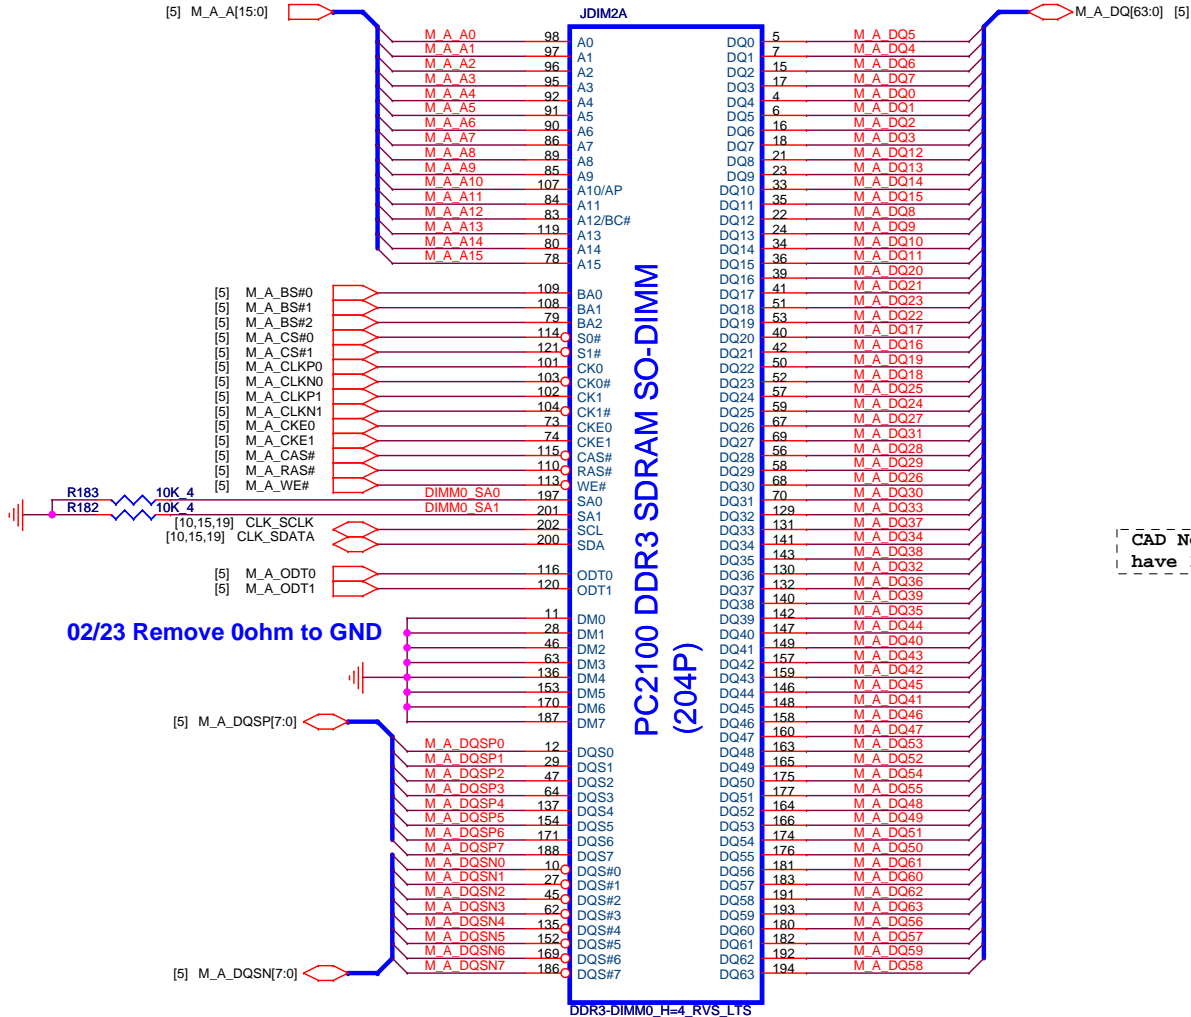 [5] M_A_A[15:0]
JDIM2A
M_A_DQ[63:0] [5]
M_A_A0 98 A0
M_A_A1 97 A1
M_A_A2 96 A2
M_A_A3 95 A3
M_A_A4 92 A4
M_A_A5 91 A5
M_A_A6 90 A6
M_A_A7 86 A7
M_A_A8 89 A8
M_A_A9 85 A9
M_A_A10 107 A10/AP
M_A_A11 84 A11
M_A_A12 83 A12/BC#
M_A_A13 119 A13
M_A_A14 80 A14
M_A_A15 78 A15
[5] M_A_BS#0 109 BA0
[5] M_A_BS#1 108 BA1
[5] M_A_BS#2 79 BA2
[5] M_A_CS#0 114 S0#
[5] M_A_CS#1 121 S1#
[5] M_A_CLKP0 101 CK0
[5] M_A_CLKN0 103 CK0#
[5] M_A_CLKP1 102 CK1
[5] M_A_CLKN1 104 CK1#
[5] M_A_CKE0 73 CKE0
[5] M_A_CKE1 74 CKE1
[5] M_A_CAS# 115 CAS#
[5] M_A_RAS# 110 RAS#
[5] M_A_WE# 113 WE#
R183 10K_4 DIMM0_SA0 197 SA0
R182 10K_4 DIMM0_SA1 201 SA1
[10,15,19] CLK_SCLK 202 SCL
[10,15,19] CLK_SDATA 200 SDA
[5] M_A_ODT0 116 ODT0
[5] M_A_ODT1 120 ODT1
02/23 Remove 0ohm to GND
11 DM0
28 DM1
46 DM2
63 DM3
136 DM4
153 DM5
170 DM6
187 DM7
[5] M_A_DQSP[7:0]
M_A_DQSP0 12 DQS0
M_A_DQSP1 29 DQS1
M_A_DQSP2 47 DQS2
M_A_DQSP3 64 DQS3
M_A_DQSP4 137 DQS4
M_A_DQSP5 154 DQS5
M_A_DQSP6 171 DQS6
M_A_DQSP7 188 DQS7
M_A_DQSN0 10 DQS#0
M_A_DQSN1 27 DQS#1
M_A_DQSN2 45 DQS#2
M_A_DQSN3 62 DQS#3
M_A_DQSN4 135 DQS#4
M_A_DQSN5 152 DQS#5
M_A_DQSN6 169 DQS#6
M_A_DQSN7 186 DQS#7
[5] M_A_DQSN[7:0]
PC2100 DDR3 SDRAM SO-DIMM
(204P)
DQ0 5 M_A_DQ5
DQ1 7 M_A_DQ4
DQ2 15 M_A_DQ6
DQ3 17 M_A_DQ7
DQ4 4 M_A_DQ0
DQ5 6 M_A_DQ1
DQ6 16 M_A_DQ2
DQ7 18 M_A_DQ3
DQ8 21 M_A_DQ12
DQ9 23 M_A_DQ13
DQ10 33 M_A_DQ14
DQ11 35 M_A_DQ15
DQ12 22 M_A_DQ8
DQ13 24 M_A_DQ9
DQ14 34 M_A_DQ10
DQ15 36 M_A_DQ11
DQ16 39 M_A_DQ20
DQ17 41 M_A_DQ21
DQ18 51 M_A_DQ23
DQ19 53 M_A_DQ22
DQ20 40 M_A_DQ17
DQ21 42 M_A_DQ16
DQ22 50 M_A_DQ19
DQ23 52 M_A_DQ18
DQ24 57 M_A_DQ25
DQ25 59 M_A_DQ24
DQ26 67 M_A_DQ27
DQ27 69 M_A_DQ31
DQ28 56 M_A_DQ28
DQ29 58 M_A_DQ29
DQ30 68 M_A_DQ26
DQ31 70 M_A_DQ30
DQ32 129 M_A_DQ33
DQ33 131 M_A_DQ37
DQ34 141 M_A_DQ34
DQ35 143 M_A_DQ38
DQ36 130 M_A_DQ32
DQ37 132 M_A_DQ36
DQ38 140 M_A_DQ39
DQ39 142 M_A_DQ35
DQ40 147 M_A_DQ44
DQ41 149 M_A_DQ40
DQ42 157 M_A_DQ43
DQ43 159 M_A_DQ42
DQ44 146 M_A_DQ45
DQ45 148 M_A_DQ41
DQ46 158 M_A_DQ46
DQ47 160 M_A_DQ47
DQ48 163 M_A_DQ53
DQ49 165 M_A_DQ52
DQ50 175 M_A_DQ54
DQ51 177 M_A_DQ55
DQ52 164 M_A_DQ48
DQ53 166 M_A_DQ49
DQ54 174 M_A_DQ51
DQ55 176 M_A_DQ50
DQ56 181 M_A_DQ61
DQ57 183 M_A_DQ60
DQ58 191 M_A_DQ62
DQ59 193 M_A_DQ63
DQ60 180 M_A_DQ56
DQ61 182 M_A_DQ57
DQ62 192 M_A_DQ59
DQ63 194 M_A_DQ58
CAD
have
DDR3-DIMM0_H=4_RVS_LTS